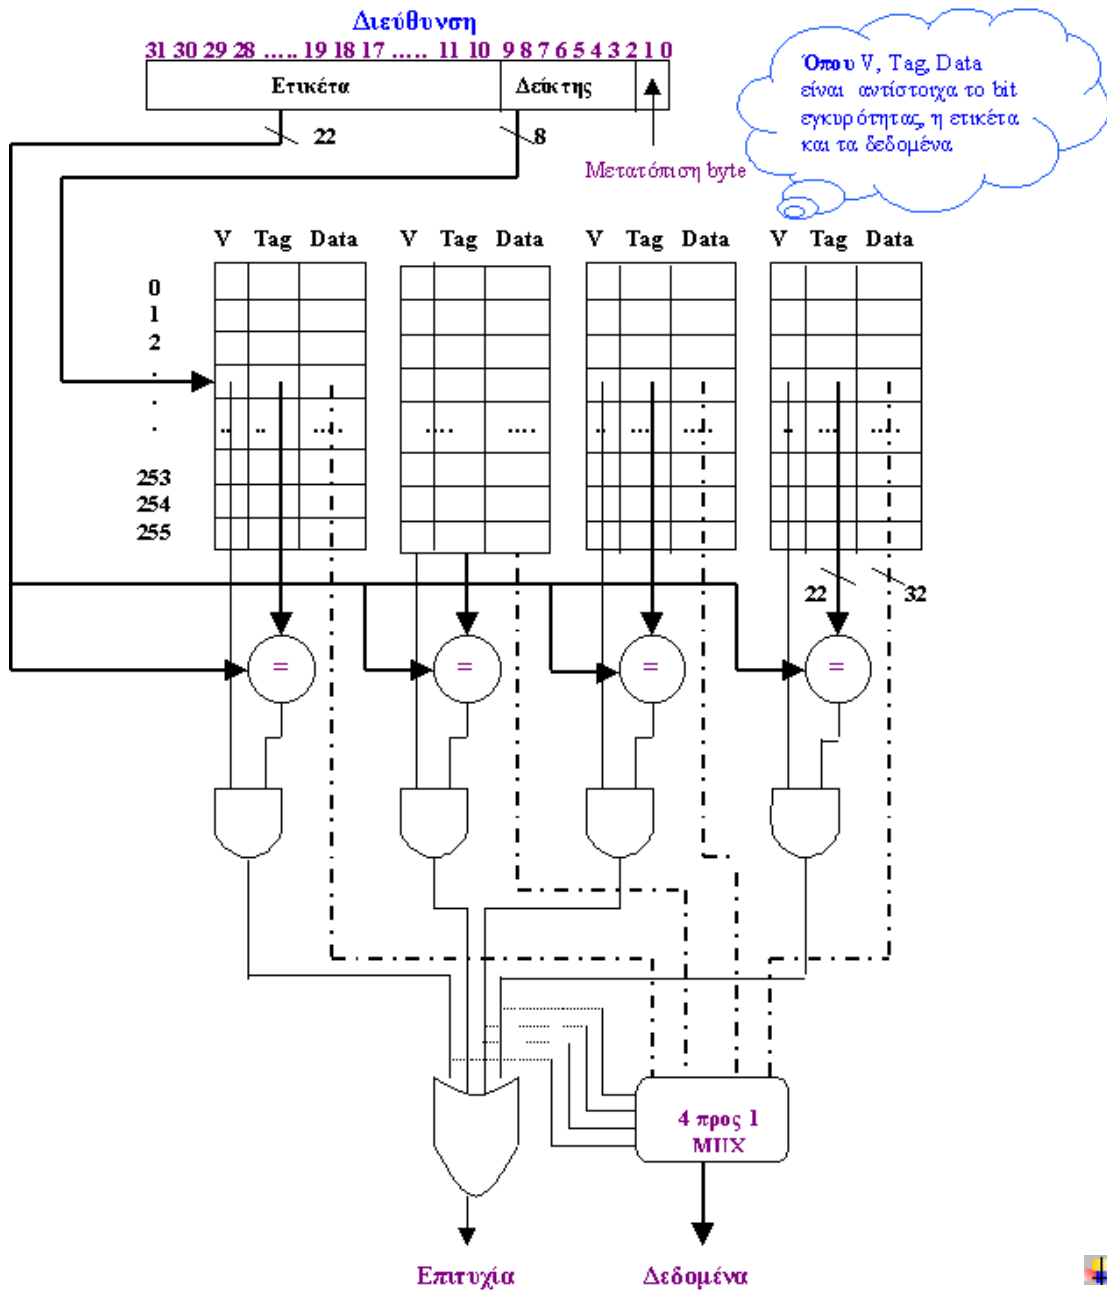 Διεύθυνση
31 30 29 28 ..... 19 18 17 ..... 11 10 9 8 7 6 5 4 3 2 1 0
Ετικέτα Δείκτης
22 8
Μετατόπιση byte
Όπου V, Tag, Data
είναι αντίστοιχα το bit
εγκυρότητας, η ετικέτα
και τα δεδομένα
V Tag Data V Tag Data V Tag Data V Tag Data
0
1
2
.
.
.
253
254
255
.. .. ..... .... .... .. .... ..... .. .... .....
22 32
= = = =
4 προς 1
MUX
Επιτυχία Δεδομένα